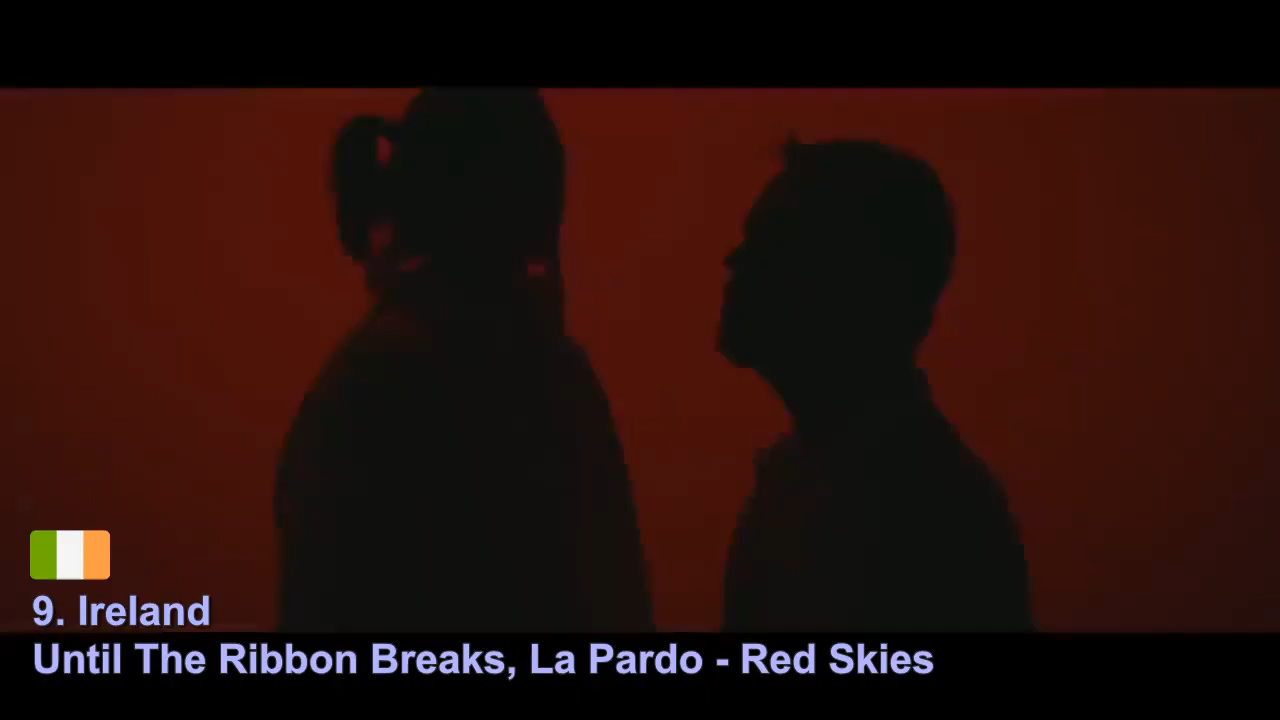 9. Ireland
Until The Ribbon Breaks, La Pardo - Red Skies